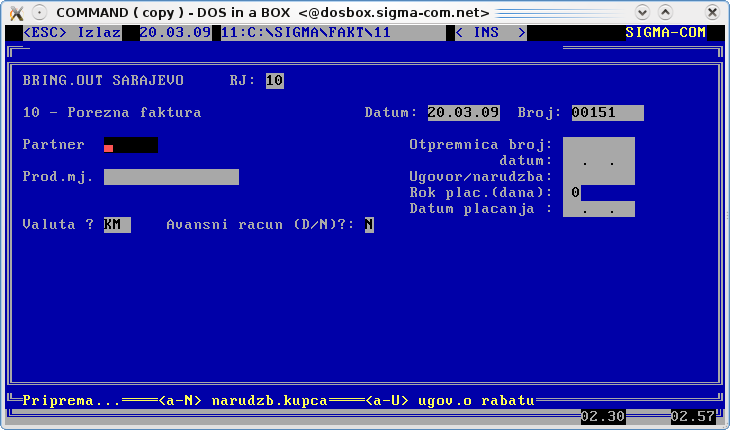 COMMAND ( copy ) - DOS in a BOX <@dosbox.sigma-com.net>
<ESC> Izlaz 20.03.09 11:C:\SIGMA\FAKT\11 < INS > SIGMA-COM
BRING.OUT SARAJEVO RJ: 10
10 - Porezna faktura Datum: 20.03.09 Broj: 00151
Partner Otpremnica broj:
datum: . .
Prod.mj. Ugovor/narudzba:
Rok plac.(dana): 0
Datum placanja : . .
Valuta ? KM Avansni racun (D/N)?: N
Priprema... <a-N> narudzb.kupca <a-U> ugov.o rabatu
02.30 02.57